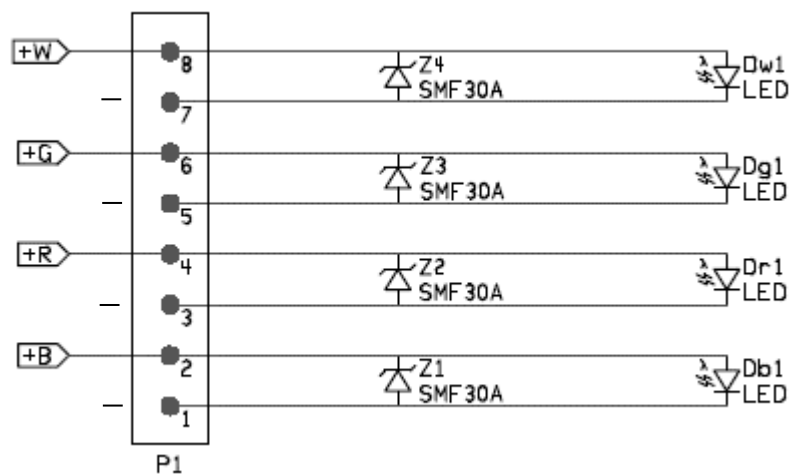 +W
8
Z4
SMF30A
λ
Dw1
LED
—
7
+G
6
Z3
SMF30A
λ
Dg1
LED
—
5
+R
4
Z2
SMF30A
λ
Dr1
LED
—
3
+B
2
Z1
SMF30A
λ
Db1
LED
—
1
P1